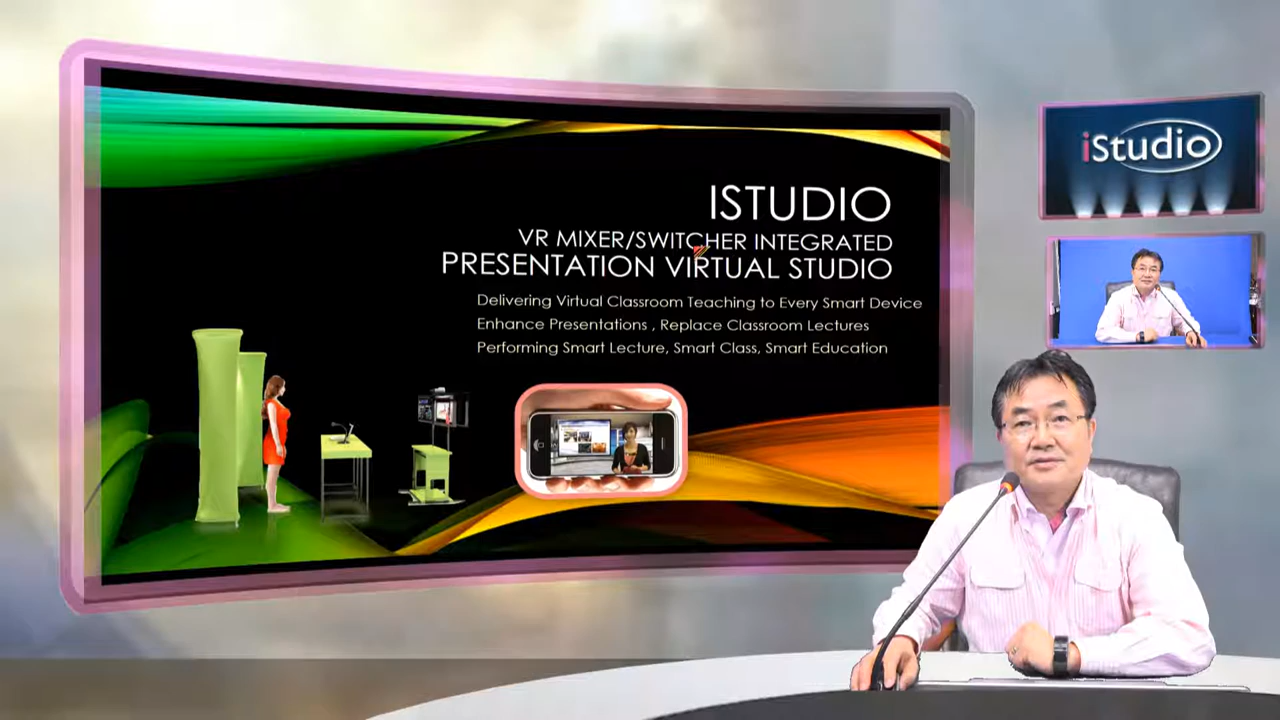 ISTUDIO
VR MIXER/SWITCHER INTEGRATED
PRESENTATION VIRTUAL STUDIO
Delivering Virtual Classroom Teaching to Every Smart Device
Enhance Presentations , Replace Classroom Lectures
Performing Smart Lecture, Smart Class, Smart Education
iStudio